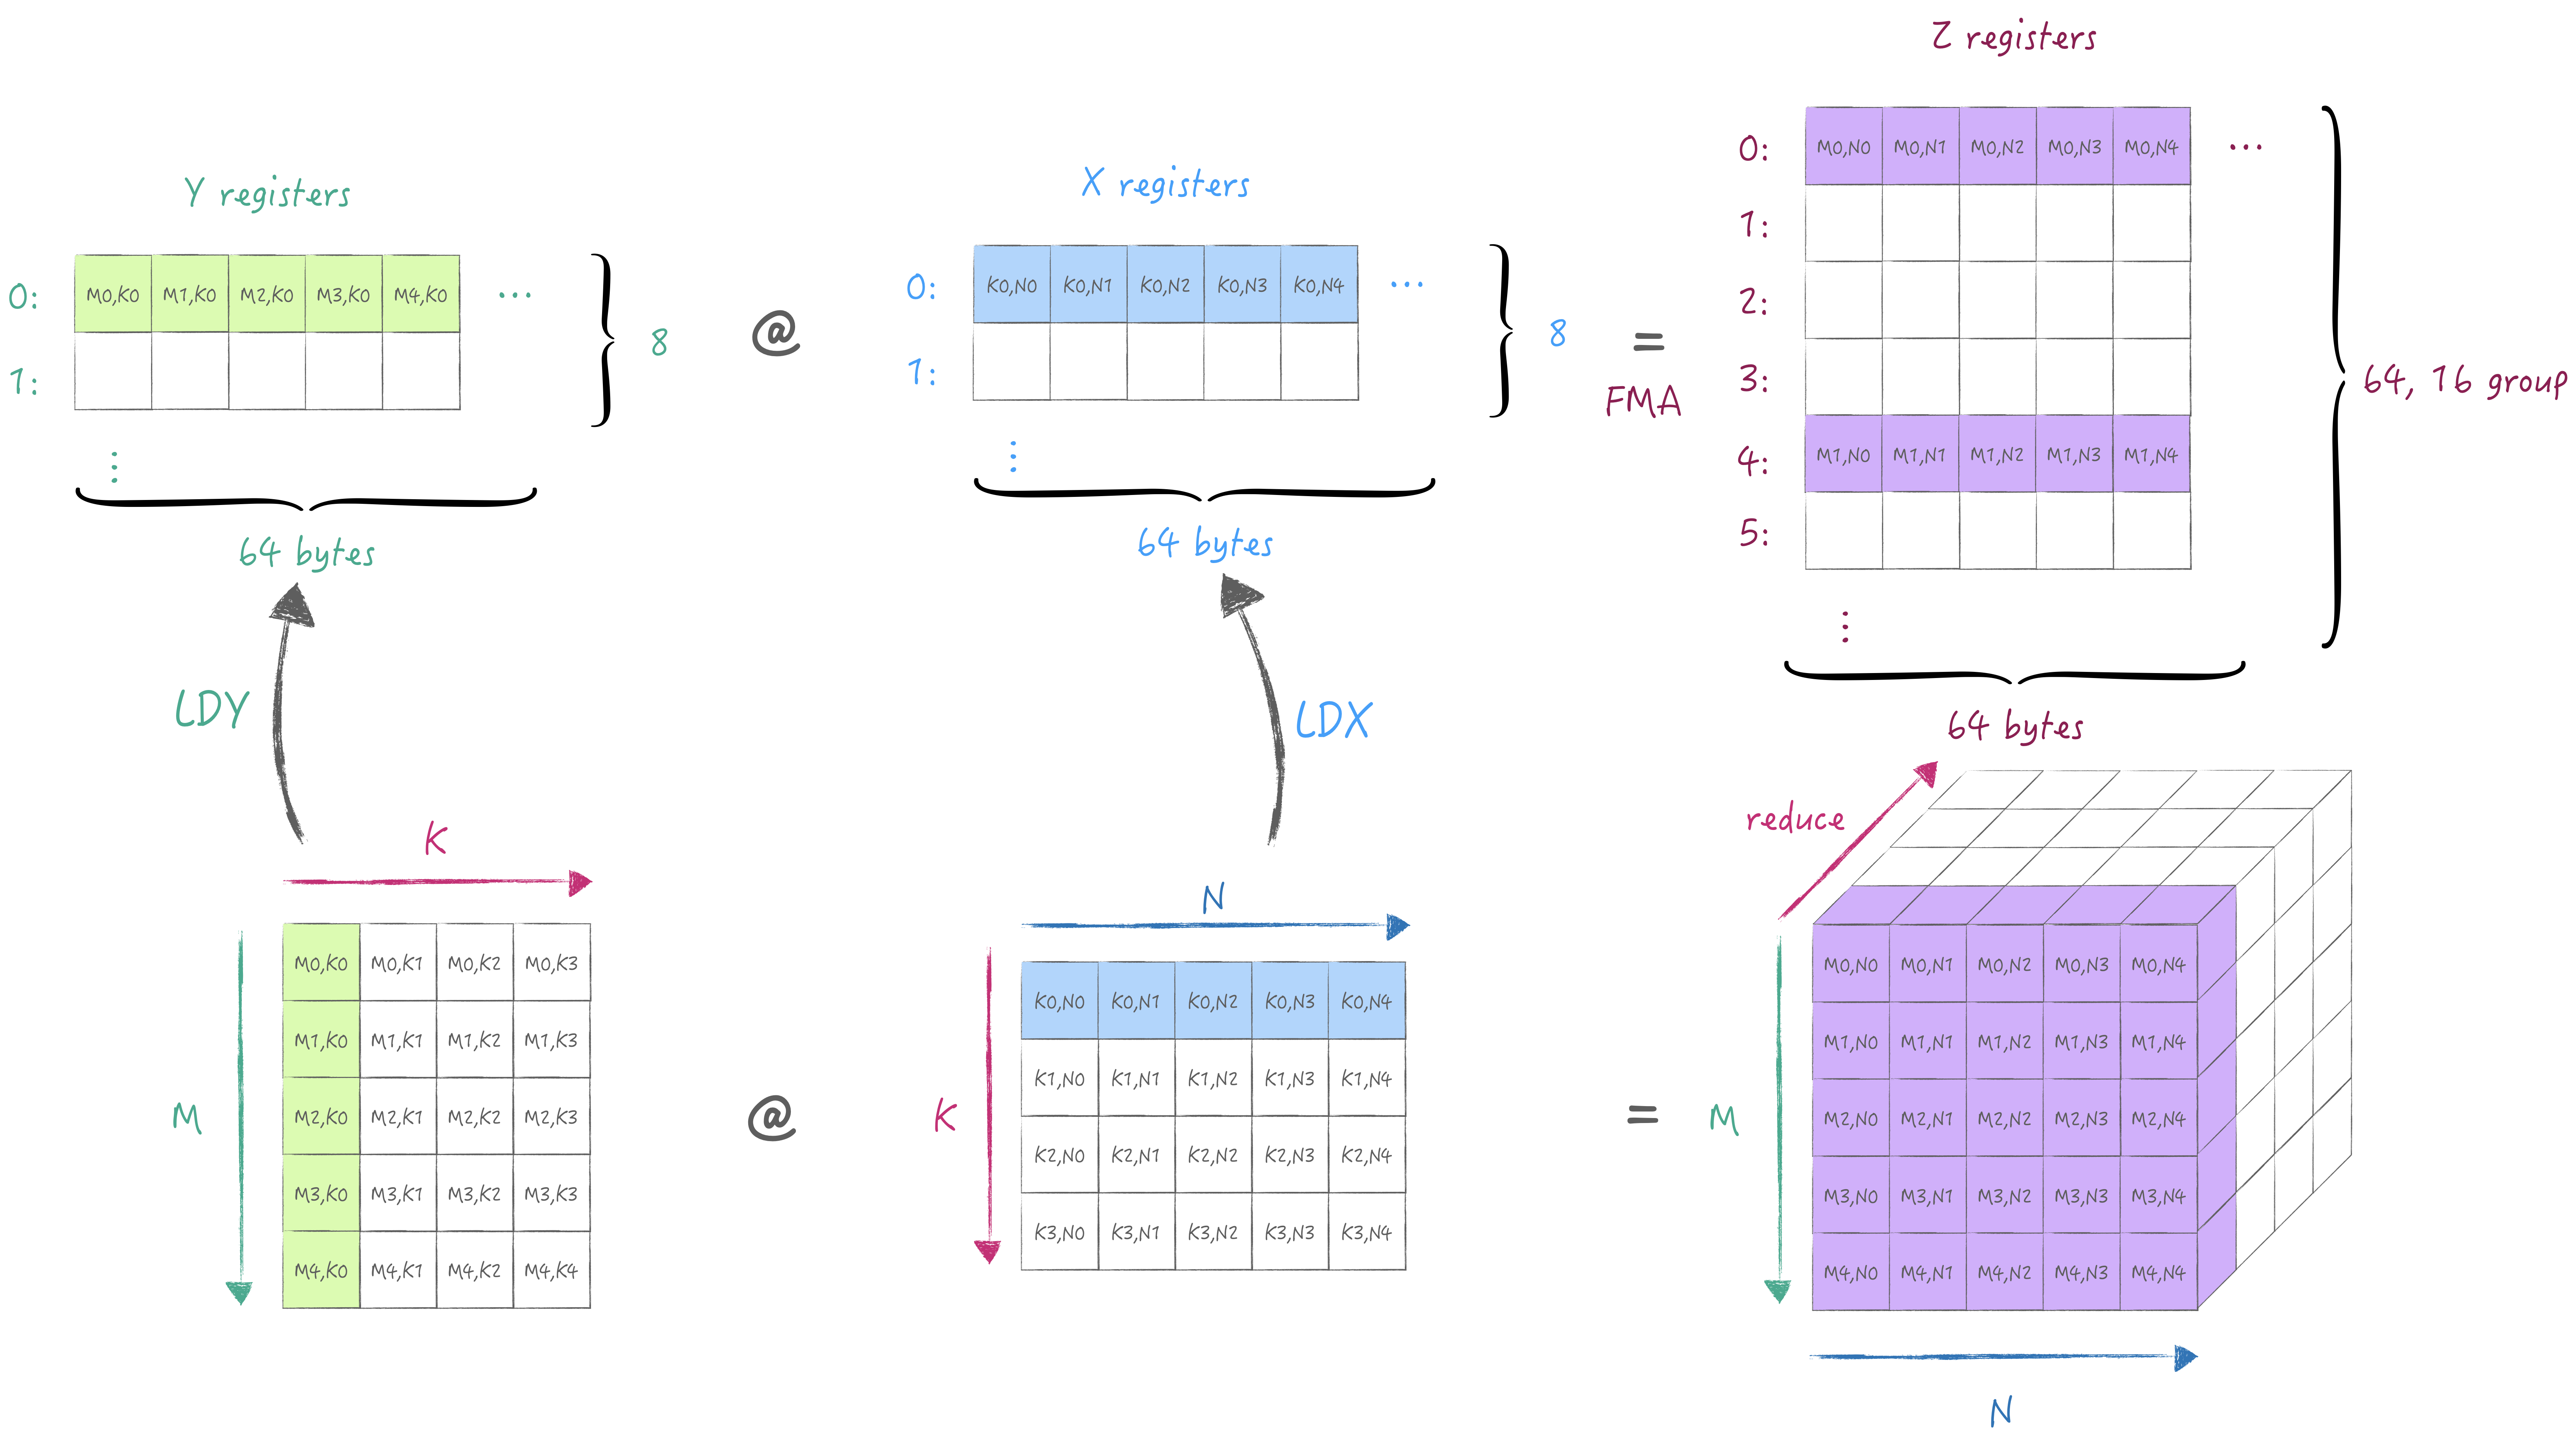 Z registers
0: M0,N0 M0,N1 M0,N2 M0,N3 M0,N4 ...
1:
2:
3:
4: M1,N0 M1,N1 M1,N2 M1,N3 M1,N4
5:
⋮
64, 16 group
64 bytes
Y registers
0: M0,K0 M1,K0 M2,K0 M3,K0 M4,K0 ...
1:
⋮
8
64 bytes
@
X registers
0: K0,N0 K0,N1 K0,N2 K0,N3 K0,N4 ...
1:
⋮
8
64 bytes
=
FMA
LDY
LDX
K
M
M0,K0 M0,K1 M0,K2 M0,K3
M1,K0 M1,K1 M1,K2 M1,K3
M2,K0 M2,K1 M2,K2 M2,K3
M3,K0 M3,K1 M3,K2 M3,K3
M4,K0 M4,K1 M4,K2 M4,K4
@
N
K
K0,N0 K0,N1 K0,N2 K0,N3 K0,N4
K1,N0 K1,N1 K1,N2 K1,N3 K1,N4
K2,N0 K2,N1 K2,N2 K2,N3 K2,N4
K3,N0 K3,N1 K3,N2 K3,N3 K3,N4
=
reduce
M
M0,N0 M0,N1 M0,N2 M0,N3 M0,N4
M1,N0 M1,N1 M1,N2 M1,N3 M1,N4
M2,N0 M2,N1 M2,N2 M2,N3 M2,N4
M3,N0 M3,N1 M3,N2 M3,N3 M3,N4
M4,N0 M4,N1 M4,N2 M4,N3 M4,N4
N